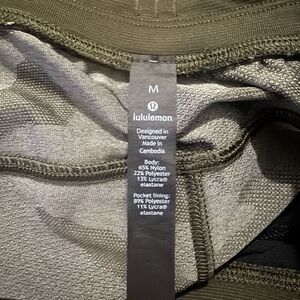 M
lululemon
Designed in
Vancouver
Made in
Cambodia
Body:
65% Nylon
22% Polyester
13% Lycra®
elastane
Pocket lining:
89% Polyester
11% Lycra®
elastane